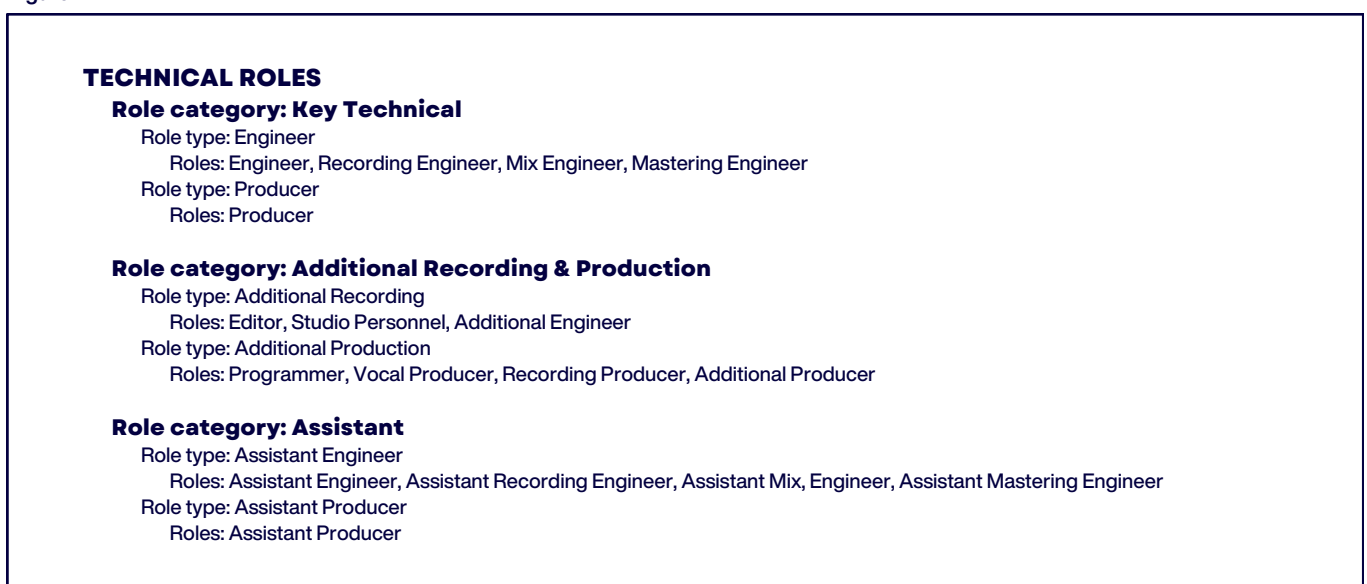 TECHNICAL ROLES
Role category: Key Technical
Role type: Engineer
Roles: Engineer, Recording Engineer, Mix Engineer, Mastering Engineer
Role type: Producer
Roles: Producer
Role category: Additional Recording & Production
Role type: Additional Recording
Roles: Editor, Studio Personnel, Additional Engineer
Role type: Additional Production
Roles: Programmer, Vocal Producer, Recording Producer, Additional Producer
Role category: Assistant
Role type: Assistant Engineer
Roles: Assistant Engineer, Assistant Recording Engineer, Assistant Mix, Engineer, Assistant Mastering Engineer
Role type: Assistant Producer
Roles: Assistant Producer